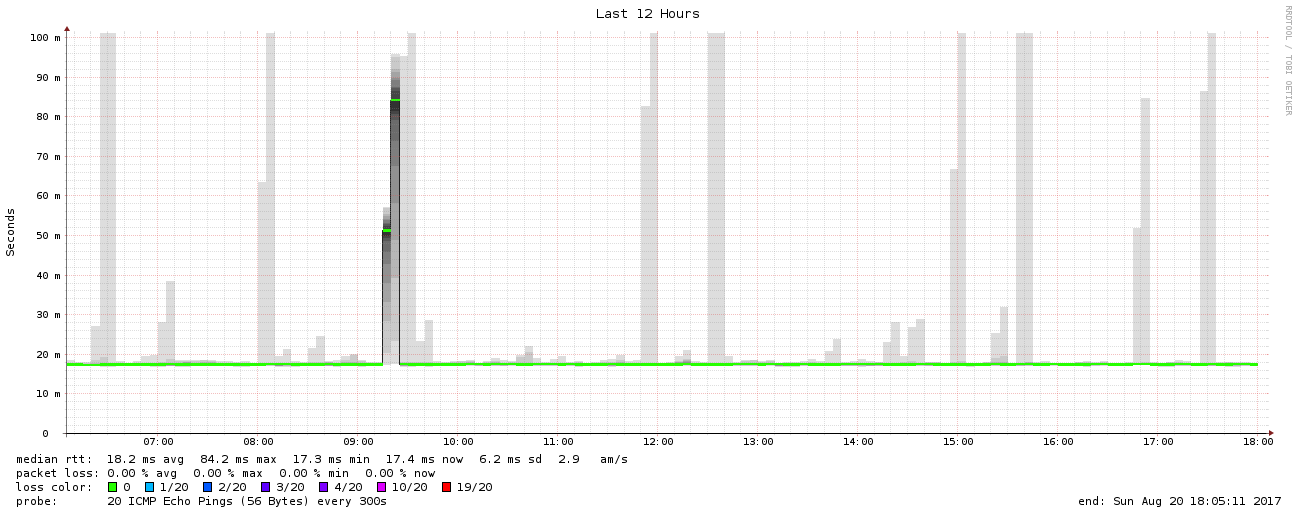 Last 12 Hours
RRDTOOL / TOBI OETIKER
Seconds
100 m
90 m
80 m
70 m
60 m
50 m
40 m
30 m
20 m
10 m
0
07:00 08:00 09:00 10:00 11:00 12:00 13:00 14:00 15:00 16:00 17:00 18:00
median rtt: 18.2 ms avg 84.2 ms max 17.3 ms min 17.4 ms now 6.2 ms sd 2.9 am/s
packet loss: 0.00 % avg 0.00 % max 0.00 % min 0.00 % now
loss color: 0 1/20 2/20 3/20 4/20 10/20 19/20
probe: 20 ICMP Echo Pings (56 Bytes) every 300s end: Sun Aug 20 18:05:11 2017